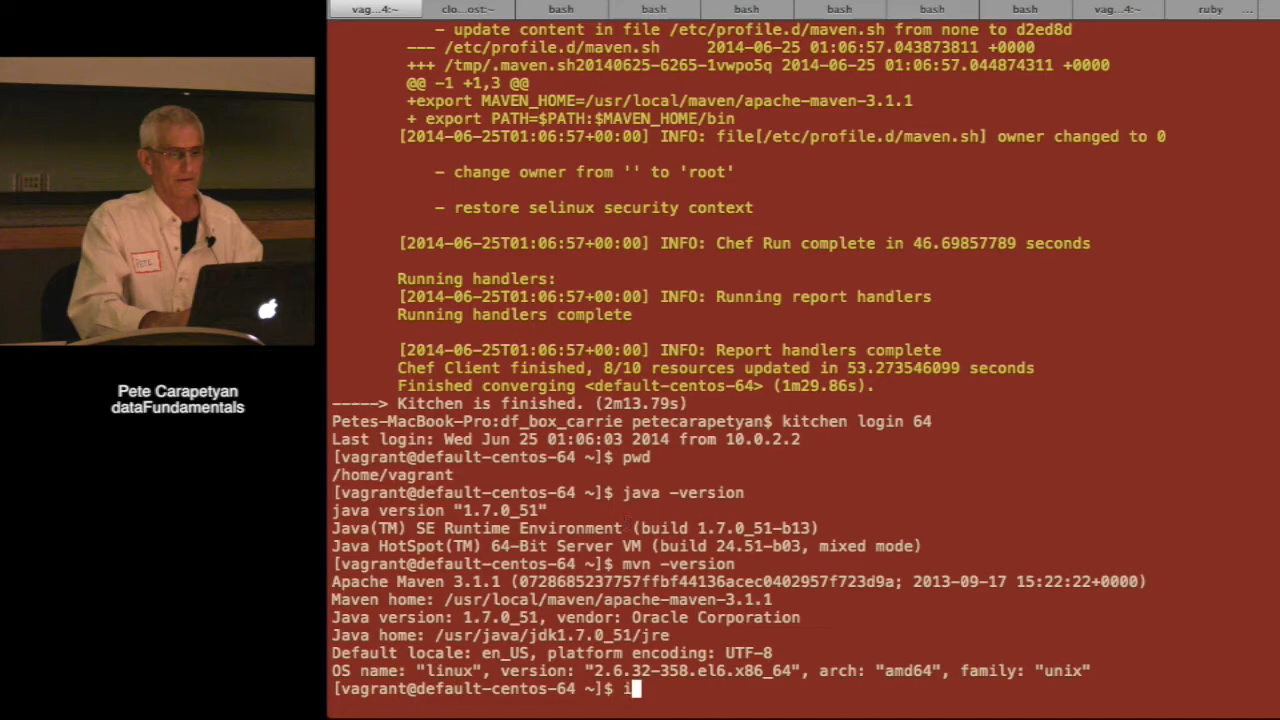 vag...4:~ clo...ost:~ bash bash bash bash bash bash vag...4:~ ruby ...
- update content in file /etc/profile.d/maven.sh from none to d2ed8d
--- /etc/profile.d/maven.sh 2014-06-25 01:06:57.043873811 +0000
+++ /tmp/.maven.sh20140625-6265-1vwpo5q 2014-06-25 01:06:57.044874311 +0000
@@ -1 +1,3 @@
+export MAVEN_HOME=/usr/local/maven/apache-maven-3.1.1
+ export PATH=$PATH:$MAVEN_HOME/bin
[2014-06-25T01:06:57+00:00] INFO: file[/etc/profile.d/maven.sh] owner changed to 0
- change owner from '' to 'root'
- restore selinux security context
[2014-06-25T01:06:57+00:00] INFO: Chef Run complete in 46.69857789 seconds
Running handlers:
[2014-06-25T01:06:57+00:00] INFO: Running report handlers
Running handlers complete
[2014-06-25T01:06:57+00:00] INFO: Report handlers complete
Chef Client finished, 8/10 resources updated in 53.273546099 seconds
Finished converging <default-centos-64> (1m29.86s).
-----> Kitchen is finished. (2m13.79s)
Petes-MacBook-Pro:df_box_carrie petecarapetyan$ kitchen login 64
Last login: Wed Jun 25 01:06:03 2014 from 10.0.2.2
[vagrant@default-centos-64 ~]$ pwd
/home/vagrant
[vagrant@default-centos-64 ~]$ java -version
java version "1.7.0_51"
Java(TM) SE Runtime Environment (build 1.7.0_51-b13)
Java HotSpot(TM) 64-Bit Server VM (build 24.51-b03, mixed mode)
[vagrant@default-centos-64 ~]$ mvn -version
Apache Maven 3.1.1 (0728685237757ffbf44136acec0402957f723d9a; 2013-09-17 15:22:22+0000)
Maven home: /usr/local/maven/apache-maven-3.1.1
Java version: 1.7.0_51, vendor: Oracle Corporation
Java home: /usr/java/jdk1.7.0_51/jre
Default locale: en_US, platform encoding: UTF-8
OS name: "linux", version: "2.6.32-358.el6.x86_64", arch: "amd64", family: "unix"
[vagrant@default-centos-64 ~]$ i
PETE
Pete Carapetyan
dataFundamentals